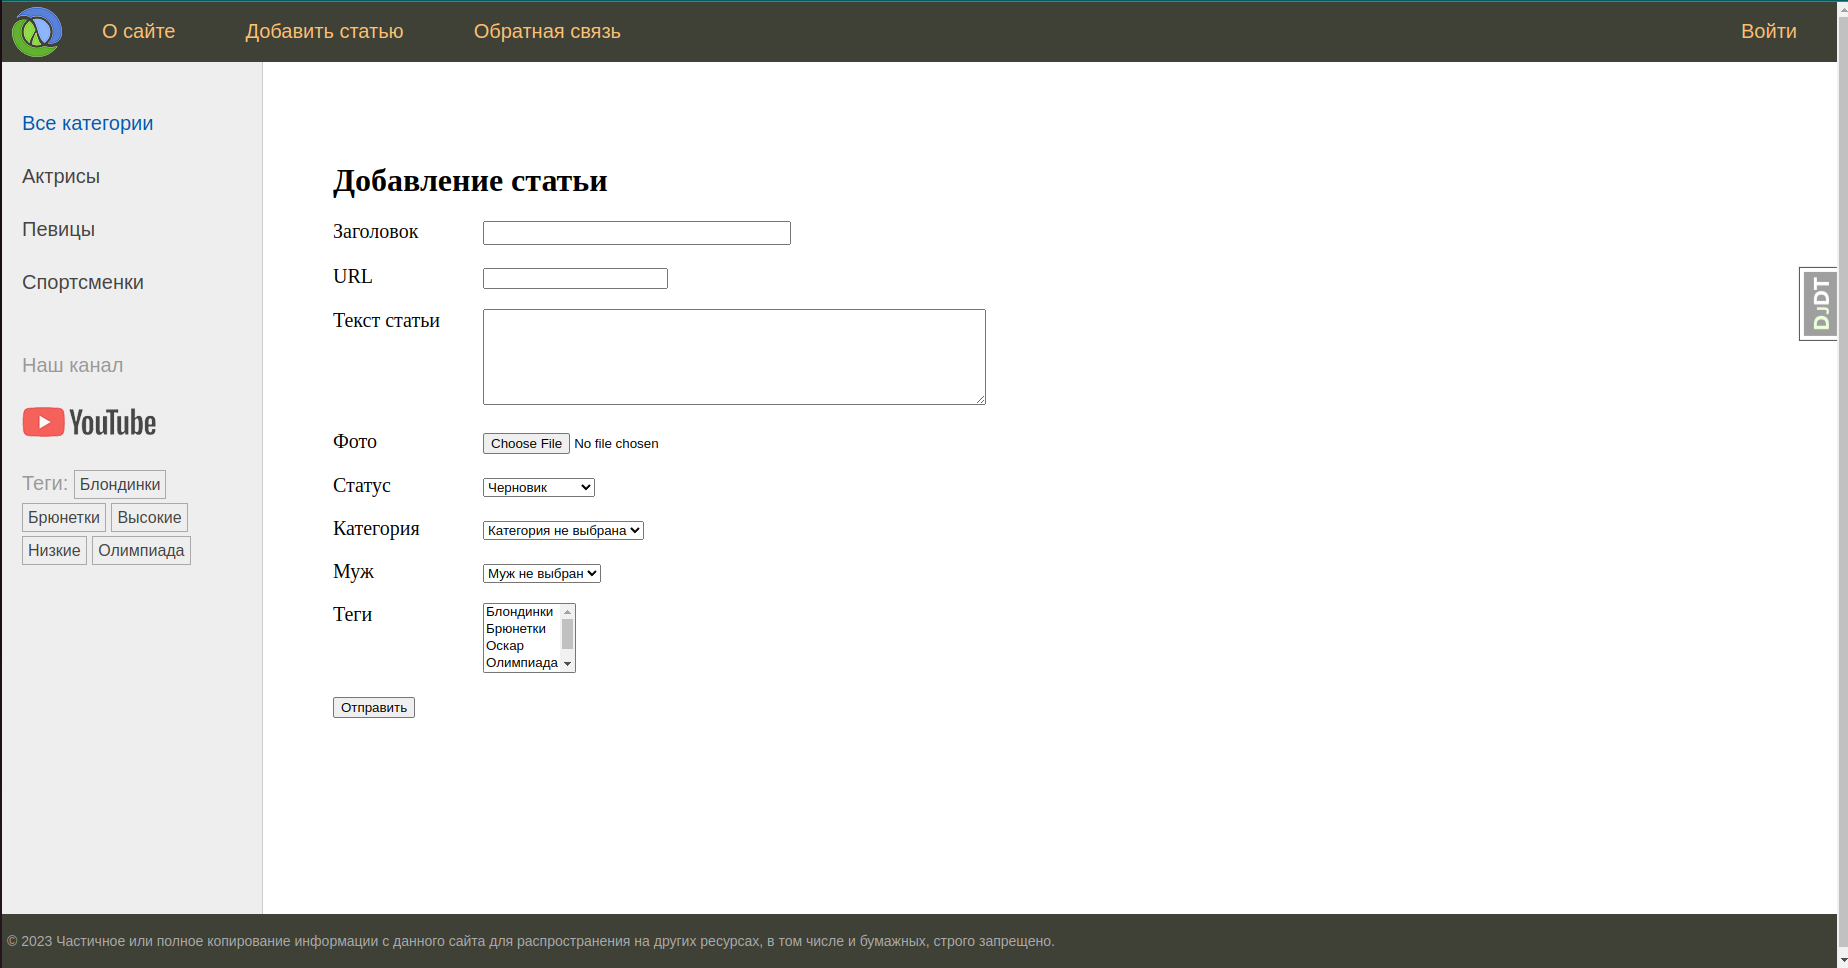 О сайте Добавить статью Обратная связь Войти
Все категории
Актрисы
Певицы
Спортсменки
Наш канал
YouTube
Теги: Блондинки
Брюнетки Высокие
Низкие Олимпиада
Добавление статьи
Заголовок
URL
Текст статьи
Фото Choose File No file chosen
Статус Черновик
Категория Категория не выбрана
Муж Муж не выбран
Теги Блондинки
Брюнетки
Оскар
Олимпиада
Отправить
DJDT
© 2023 Частичное или полное копирование информации с данного сайта для распространения на других ресурсах, в том числе и бумажных, строго запрещено.